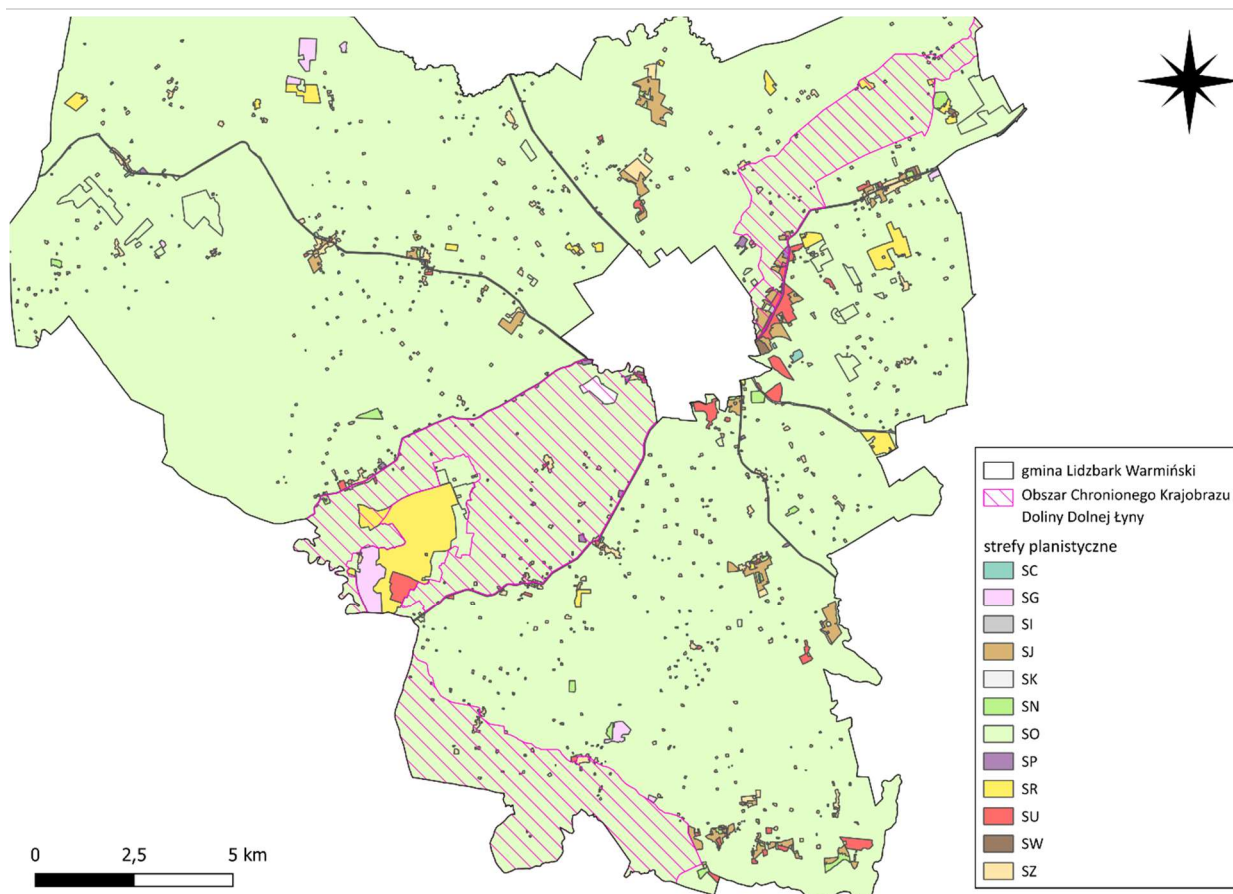 gmina Lidzbark Warmiński
Obszar Chronionego Krajobrazu
Doliny Dolnej Łyny
strefy planistyczne
SC
SG
SI
SJ
SK
SN
SO
SP
SR
SU
SW
SZ
0 2,5 5 km